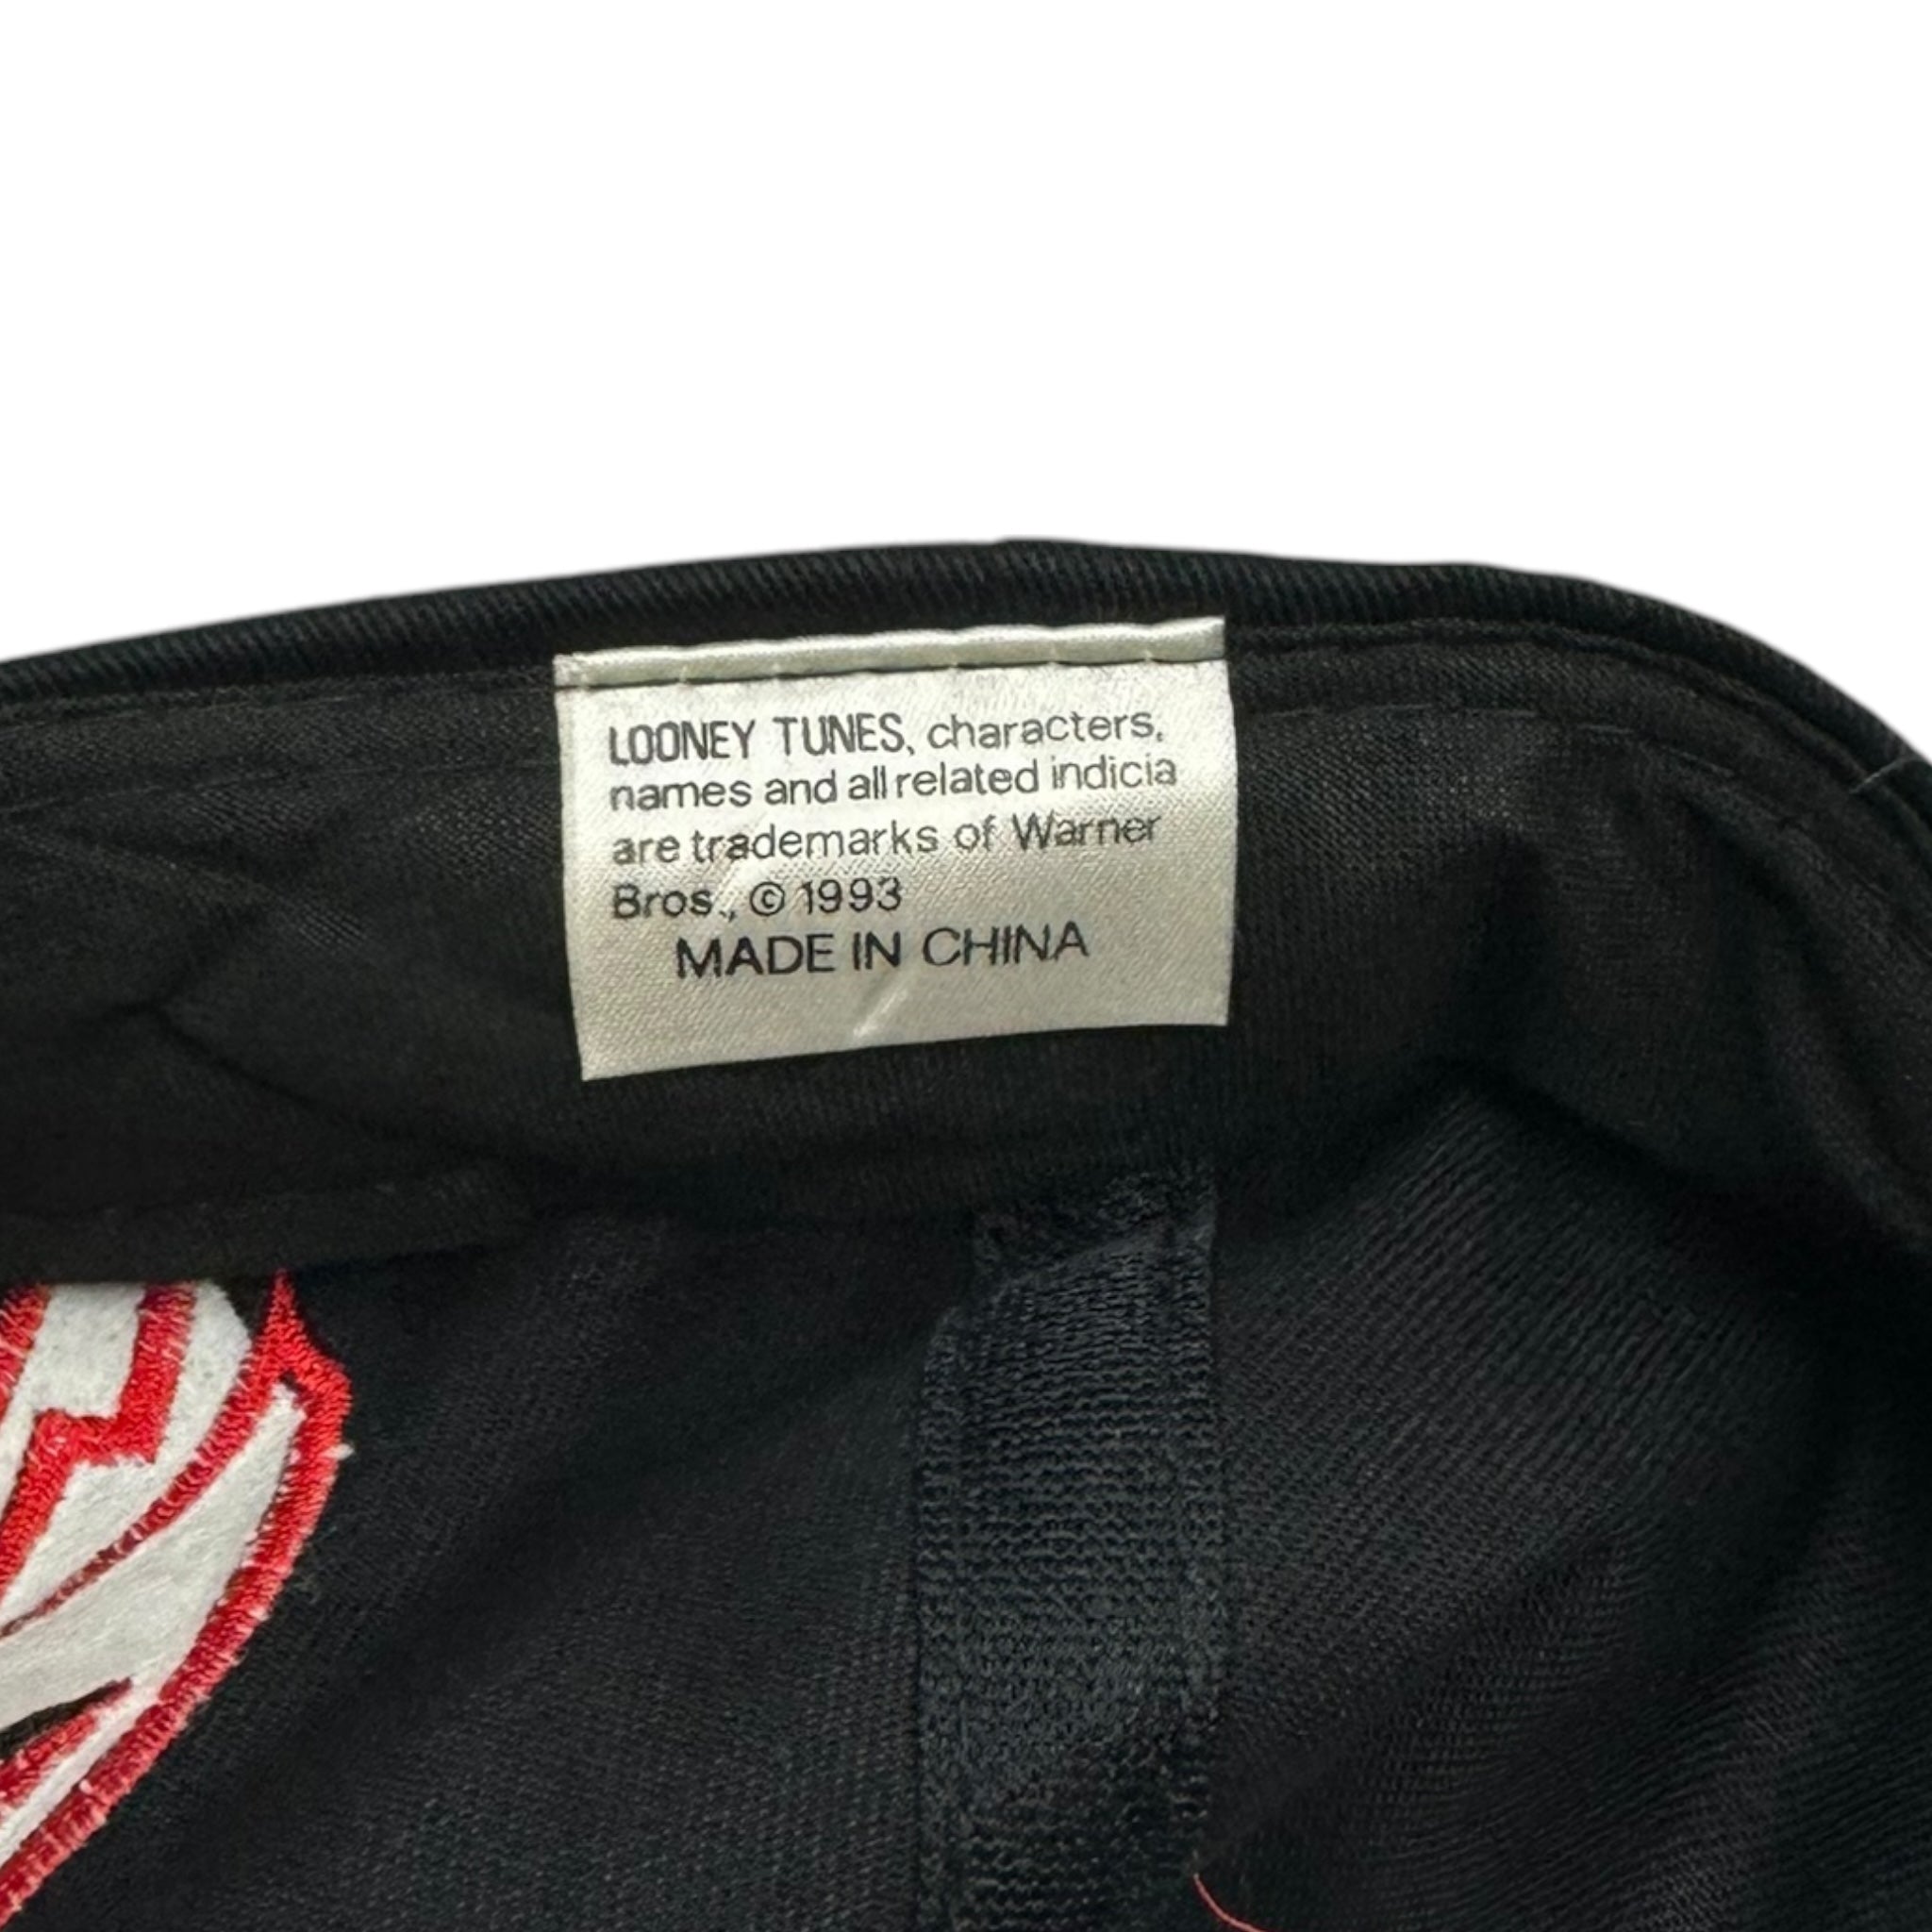 LOONEY TUNES, characters,
names and all related indicia
are trademarks of Warner
Bros., © 1993
MADE IN CHINA